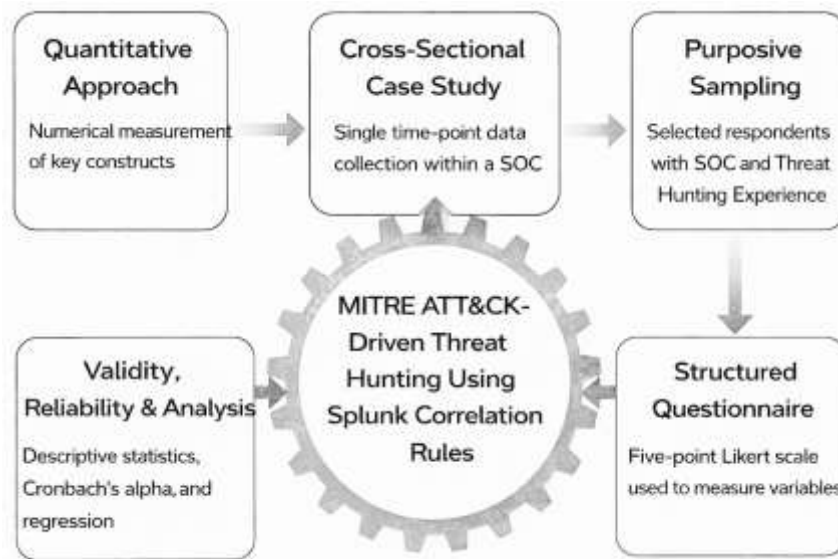 Quantitative
Approach
Numerical measurement
of key constructs
Cross-Sectional
Case Study
Single time-point data
collection within a SOC
Purposive
Sampling
Selected respondents
with SOC and Threat
Hunting Experience
MITRE ATT&CK-
Driven Threat
Hunting Using
Splunk Correlation
Rules
Validity,
Reliability & Analysis
Descriptive statistics,
Cronbach's alpha, and
regression
Structured
Questionnaire
Five-point Likert scale
used to measure variables